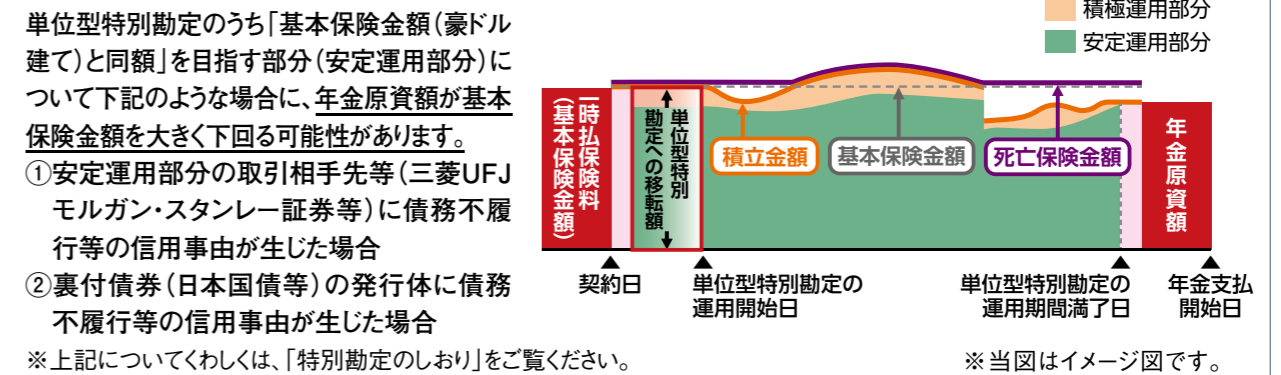 単位型特別勘定のうち「基本保険金額(豪ドル
建て)と同額」を目指す部分(安定運用部分)に
ついて下記のような場合に、年金原資額が基本
保険金額を大きく下回る可能性があります。
①安定運用部分の取引相手先等(三菱UFJ
モルガン・スタンレー証券等)に債務不履
行等の信用事由が生じた場合
②裏付債券(日本国債等)の発行体に債務
不履行等の信用事由が生じた場合
※上記についてくわしくは、「特別勘定のしおり」をご覧ください。
積極運用部分
安定運用部分
一時払保険料
(基本保険金額)
単位型特別
勘定への移転額
積立金額
基本保険金額
死亡保険金額
年金原資額
契約日
単位型特別勘定の
運用開始日
単位型特別勘定の
運用期間満了日
年金支払
開始日
※当図はイメージ図です。